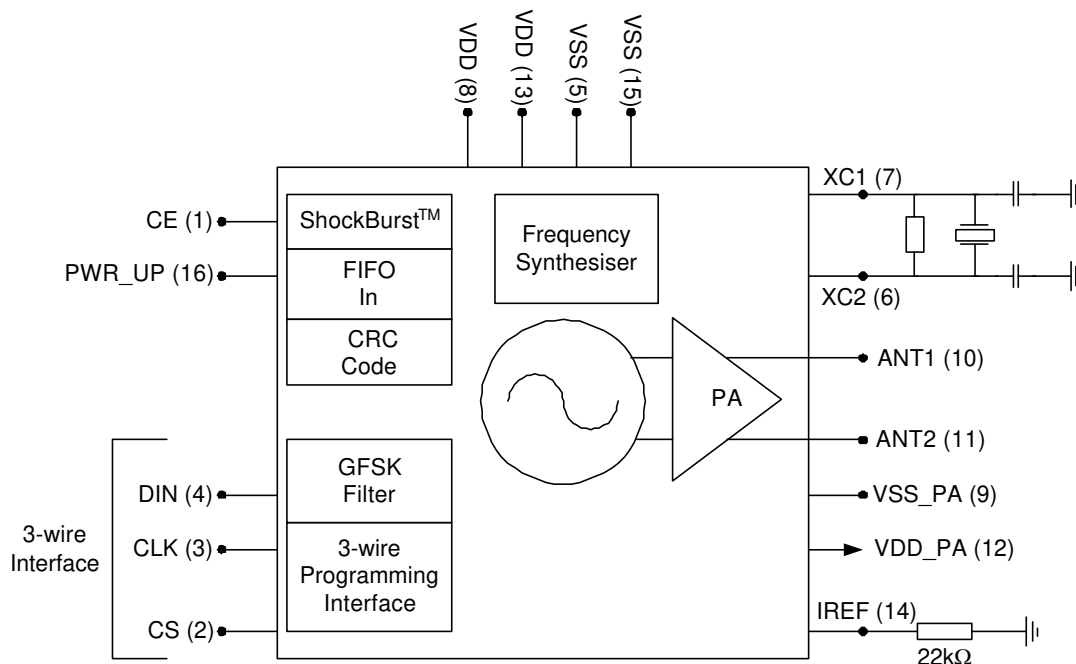 VDD (8)
VDD (13)
VSS (5)
VSS (15)
XC1 (7)
CE (1)
ShockBurst™
Frequency
Synthesiser
PWR_UP (16)
FIFO
In
XC2 (6)
CRC
Code
ANT1 (10)
PA
ANT2 (11)
GFSK
Filter
DIN (4)
VSS_PA (9)
3-wire
Interface
CLK (3)
3-wire
Programming
Interface
VDD_PA (12)
CS (2)
IREF (14)
22kΩ